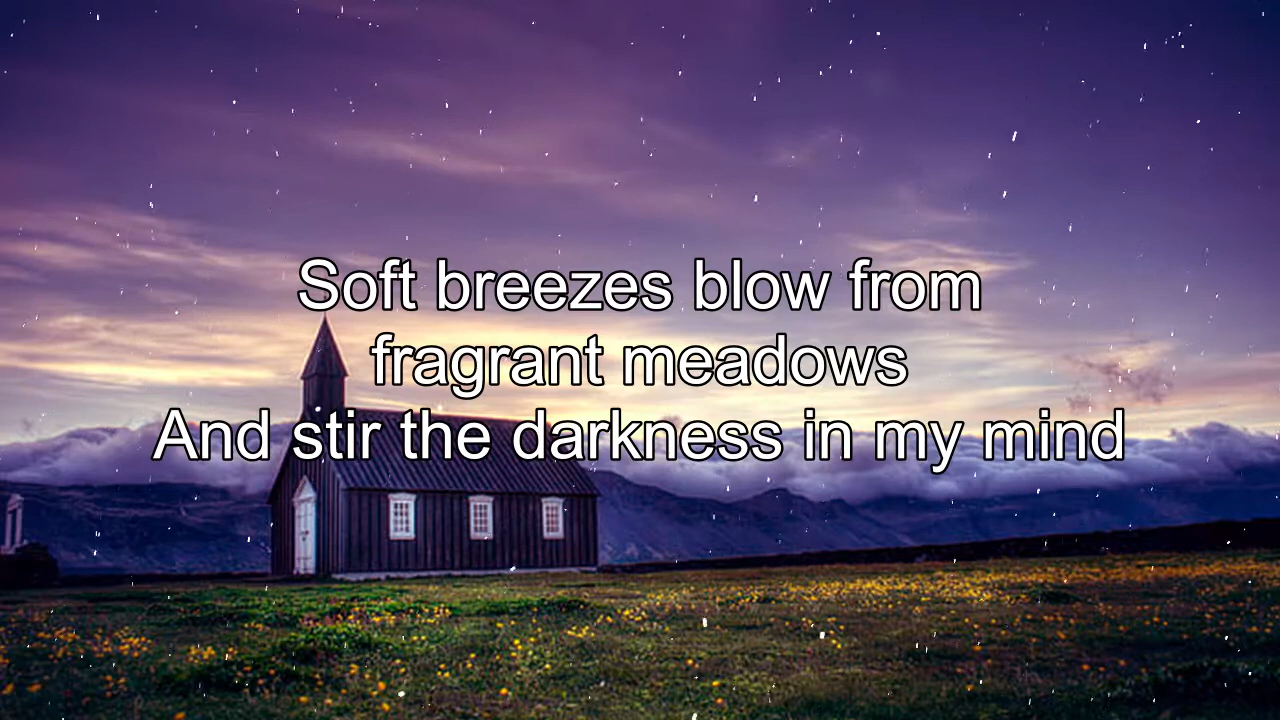 Soft breezes blow from
fragrant meadows
And stir the darkness in my mind